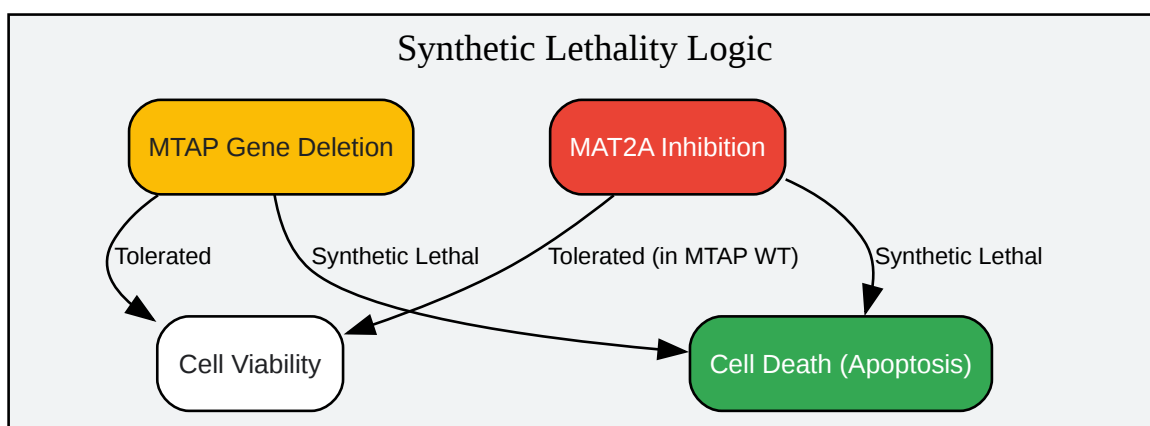 Synthetic Lethality Logic
MTAP Gene Deletion
MAT2A Inhibition
Tolerated
Synthetic Lethal
Tolerated (in MTAP WT)
Synthetic Lethal
Cell Viability
Cell Death (Apoptosis)